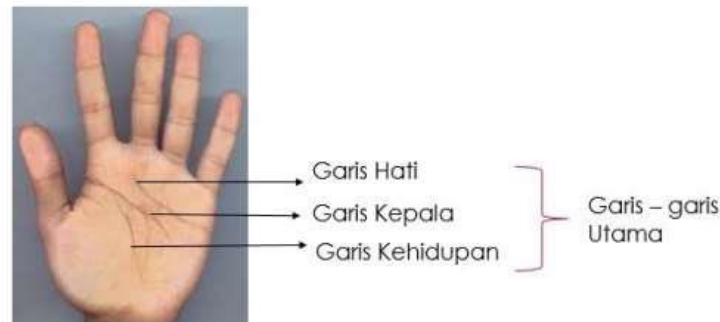 Garis Hati
Garis Kepala
Garis Kehidupan
Garis – garis
Utama